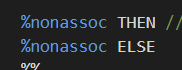 %nonassoc THEN //
%nonassoc ELSE
%%